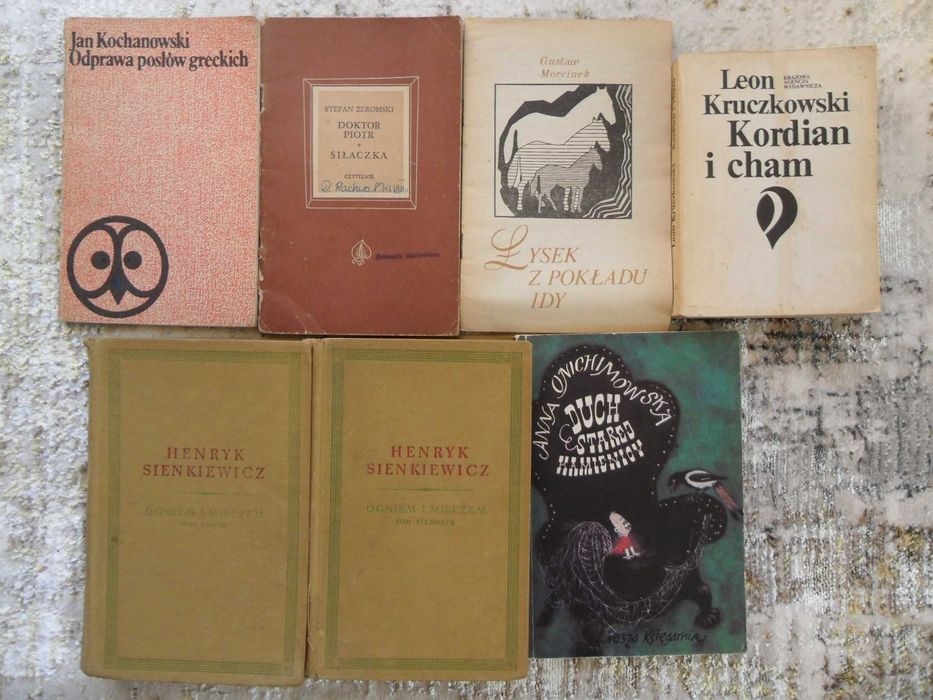 Jan Kochanowski
Odprawa posłów greckich
STEFAN ŻEROMSKI
DOKTOR
PIOTR
SIŁACZKA
CZYTELNIK
Gustaw
Morcinek
ŁYSEK
Z POKŁADU
IDY
Leon
Kruczkowski
Kordian
i cham
KRAJOWA
AGENCJA
WYDAWNICZA
HENRYK
SIENKIEWICZ
OGNIEM I MIECZEM
TOM
HENRYK
SIENKIEWICZ
OGNIEM I MIECZEM
TOM PIERWSZY
ANNA ONICHIMOWSKA
DUCH
STAREJ
KAMIENICY
nasza księgarnia